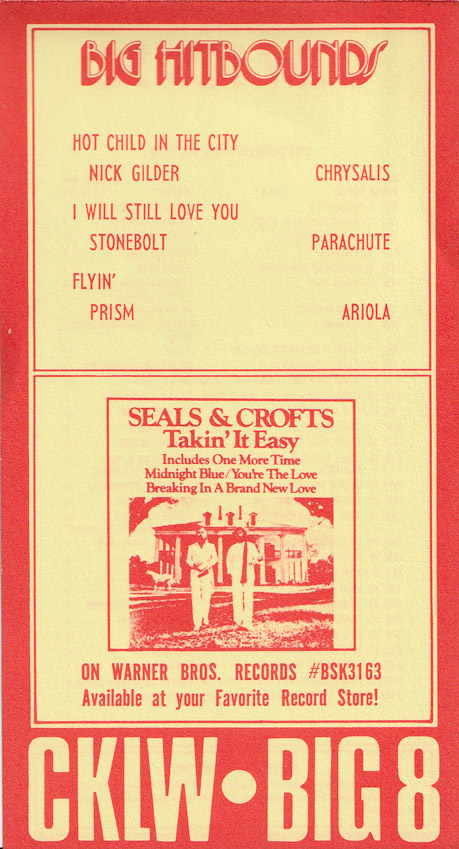 BIG HITBOUNDS
HOT CHILD IN THE CITY
NICK GILDER CHRYSALIS
I WILL STILL LOVE YOU
STONEBOLT PARACHUTE
FLYIN'
PRISM ARIOLA
SEALS & CROFTS
Takin' It Easy
Includes One More Time
Midnight Blue/You're The Love
Breaking In A Brand New Love
ON WARNER BROS. RECORDS #BSK3163
Available at your Favorite Record Store!
CKLW•BIG 8